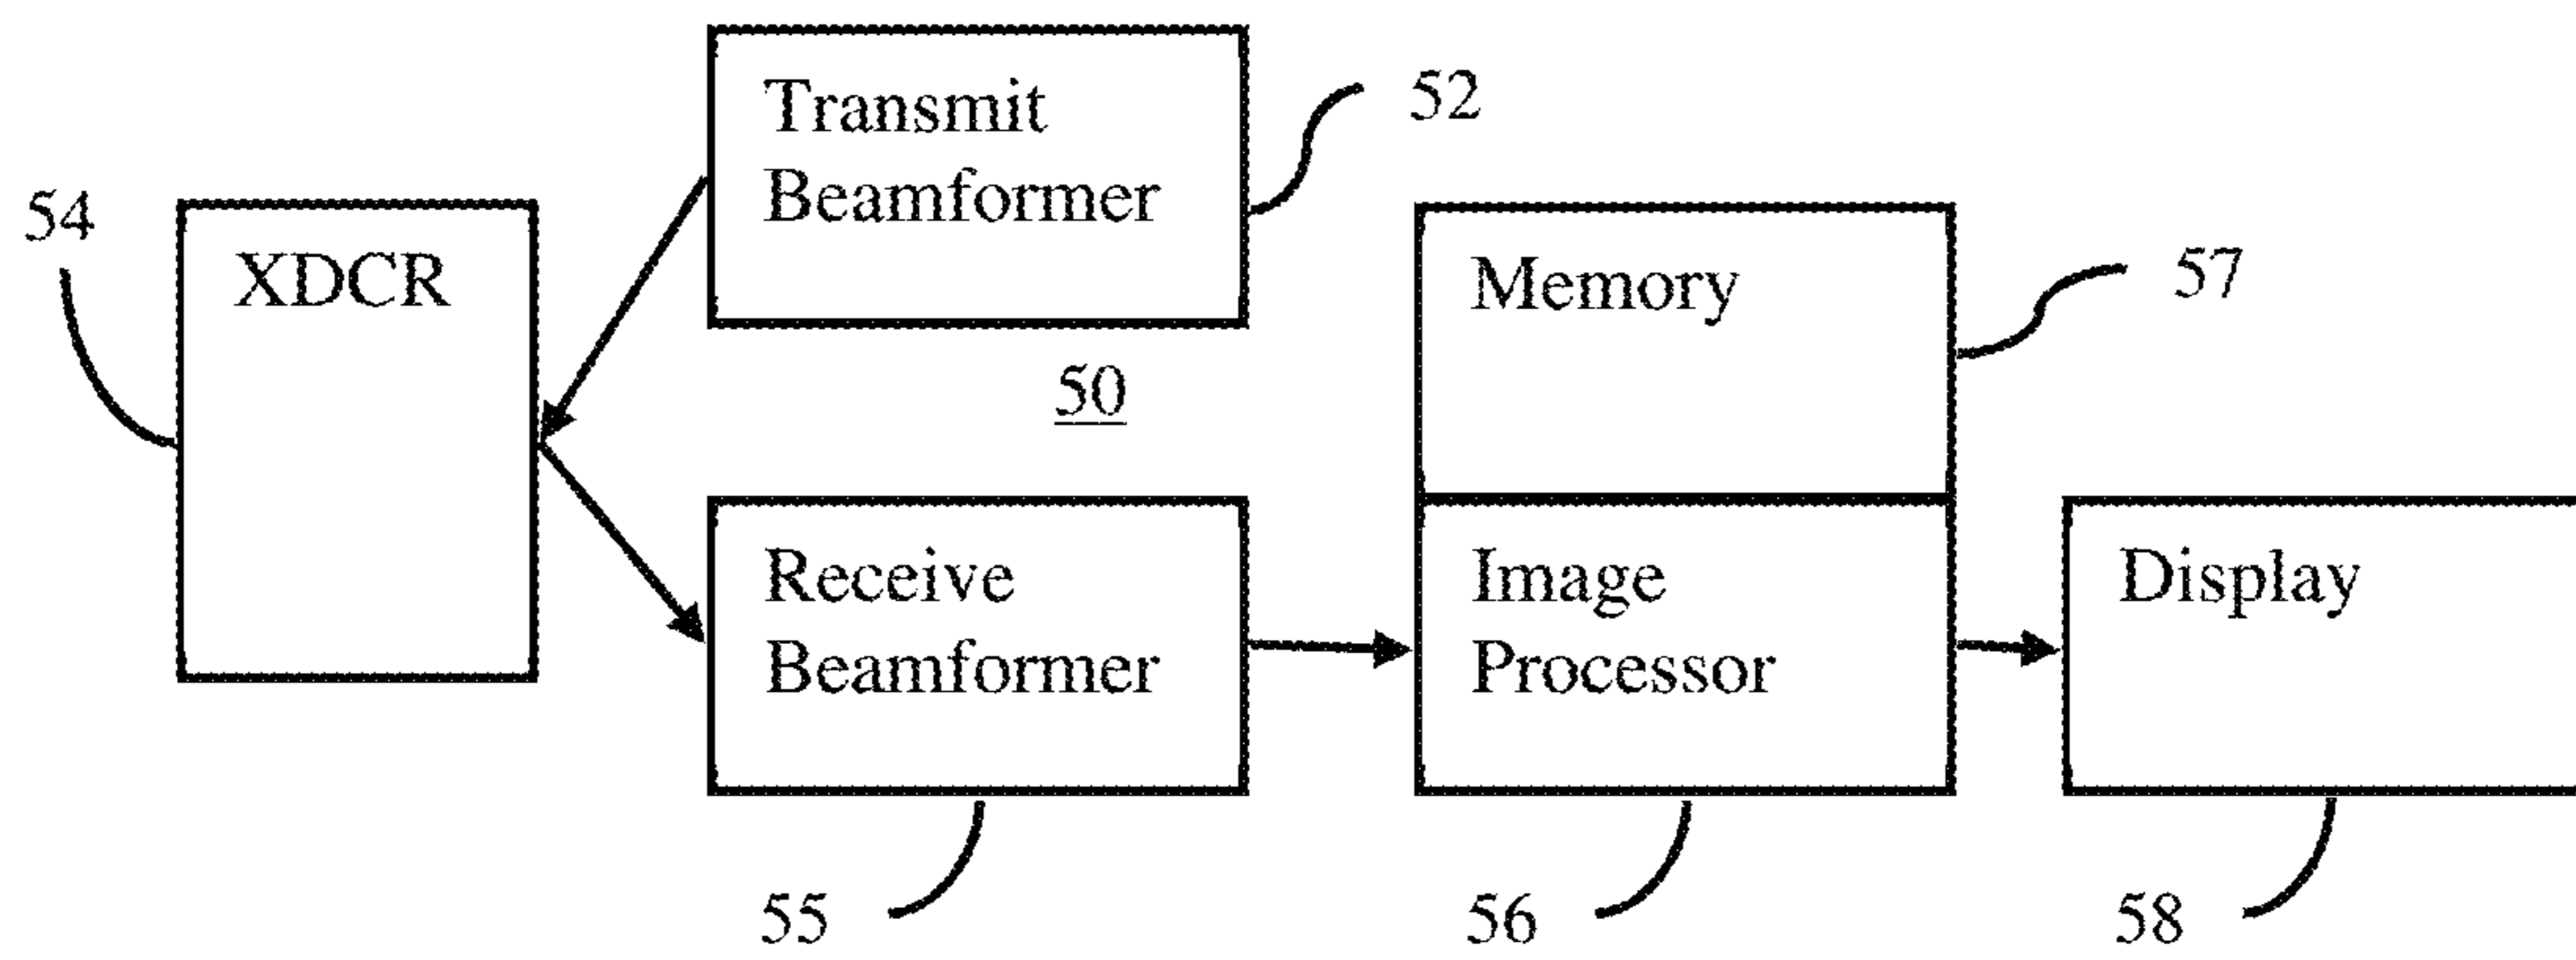 Transmit
Beamformer
52
54
XDCR
Memory
57
50
Receive
Beamformer
Image
Processor
Display
55
56
58